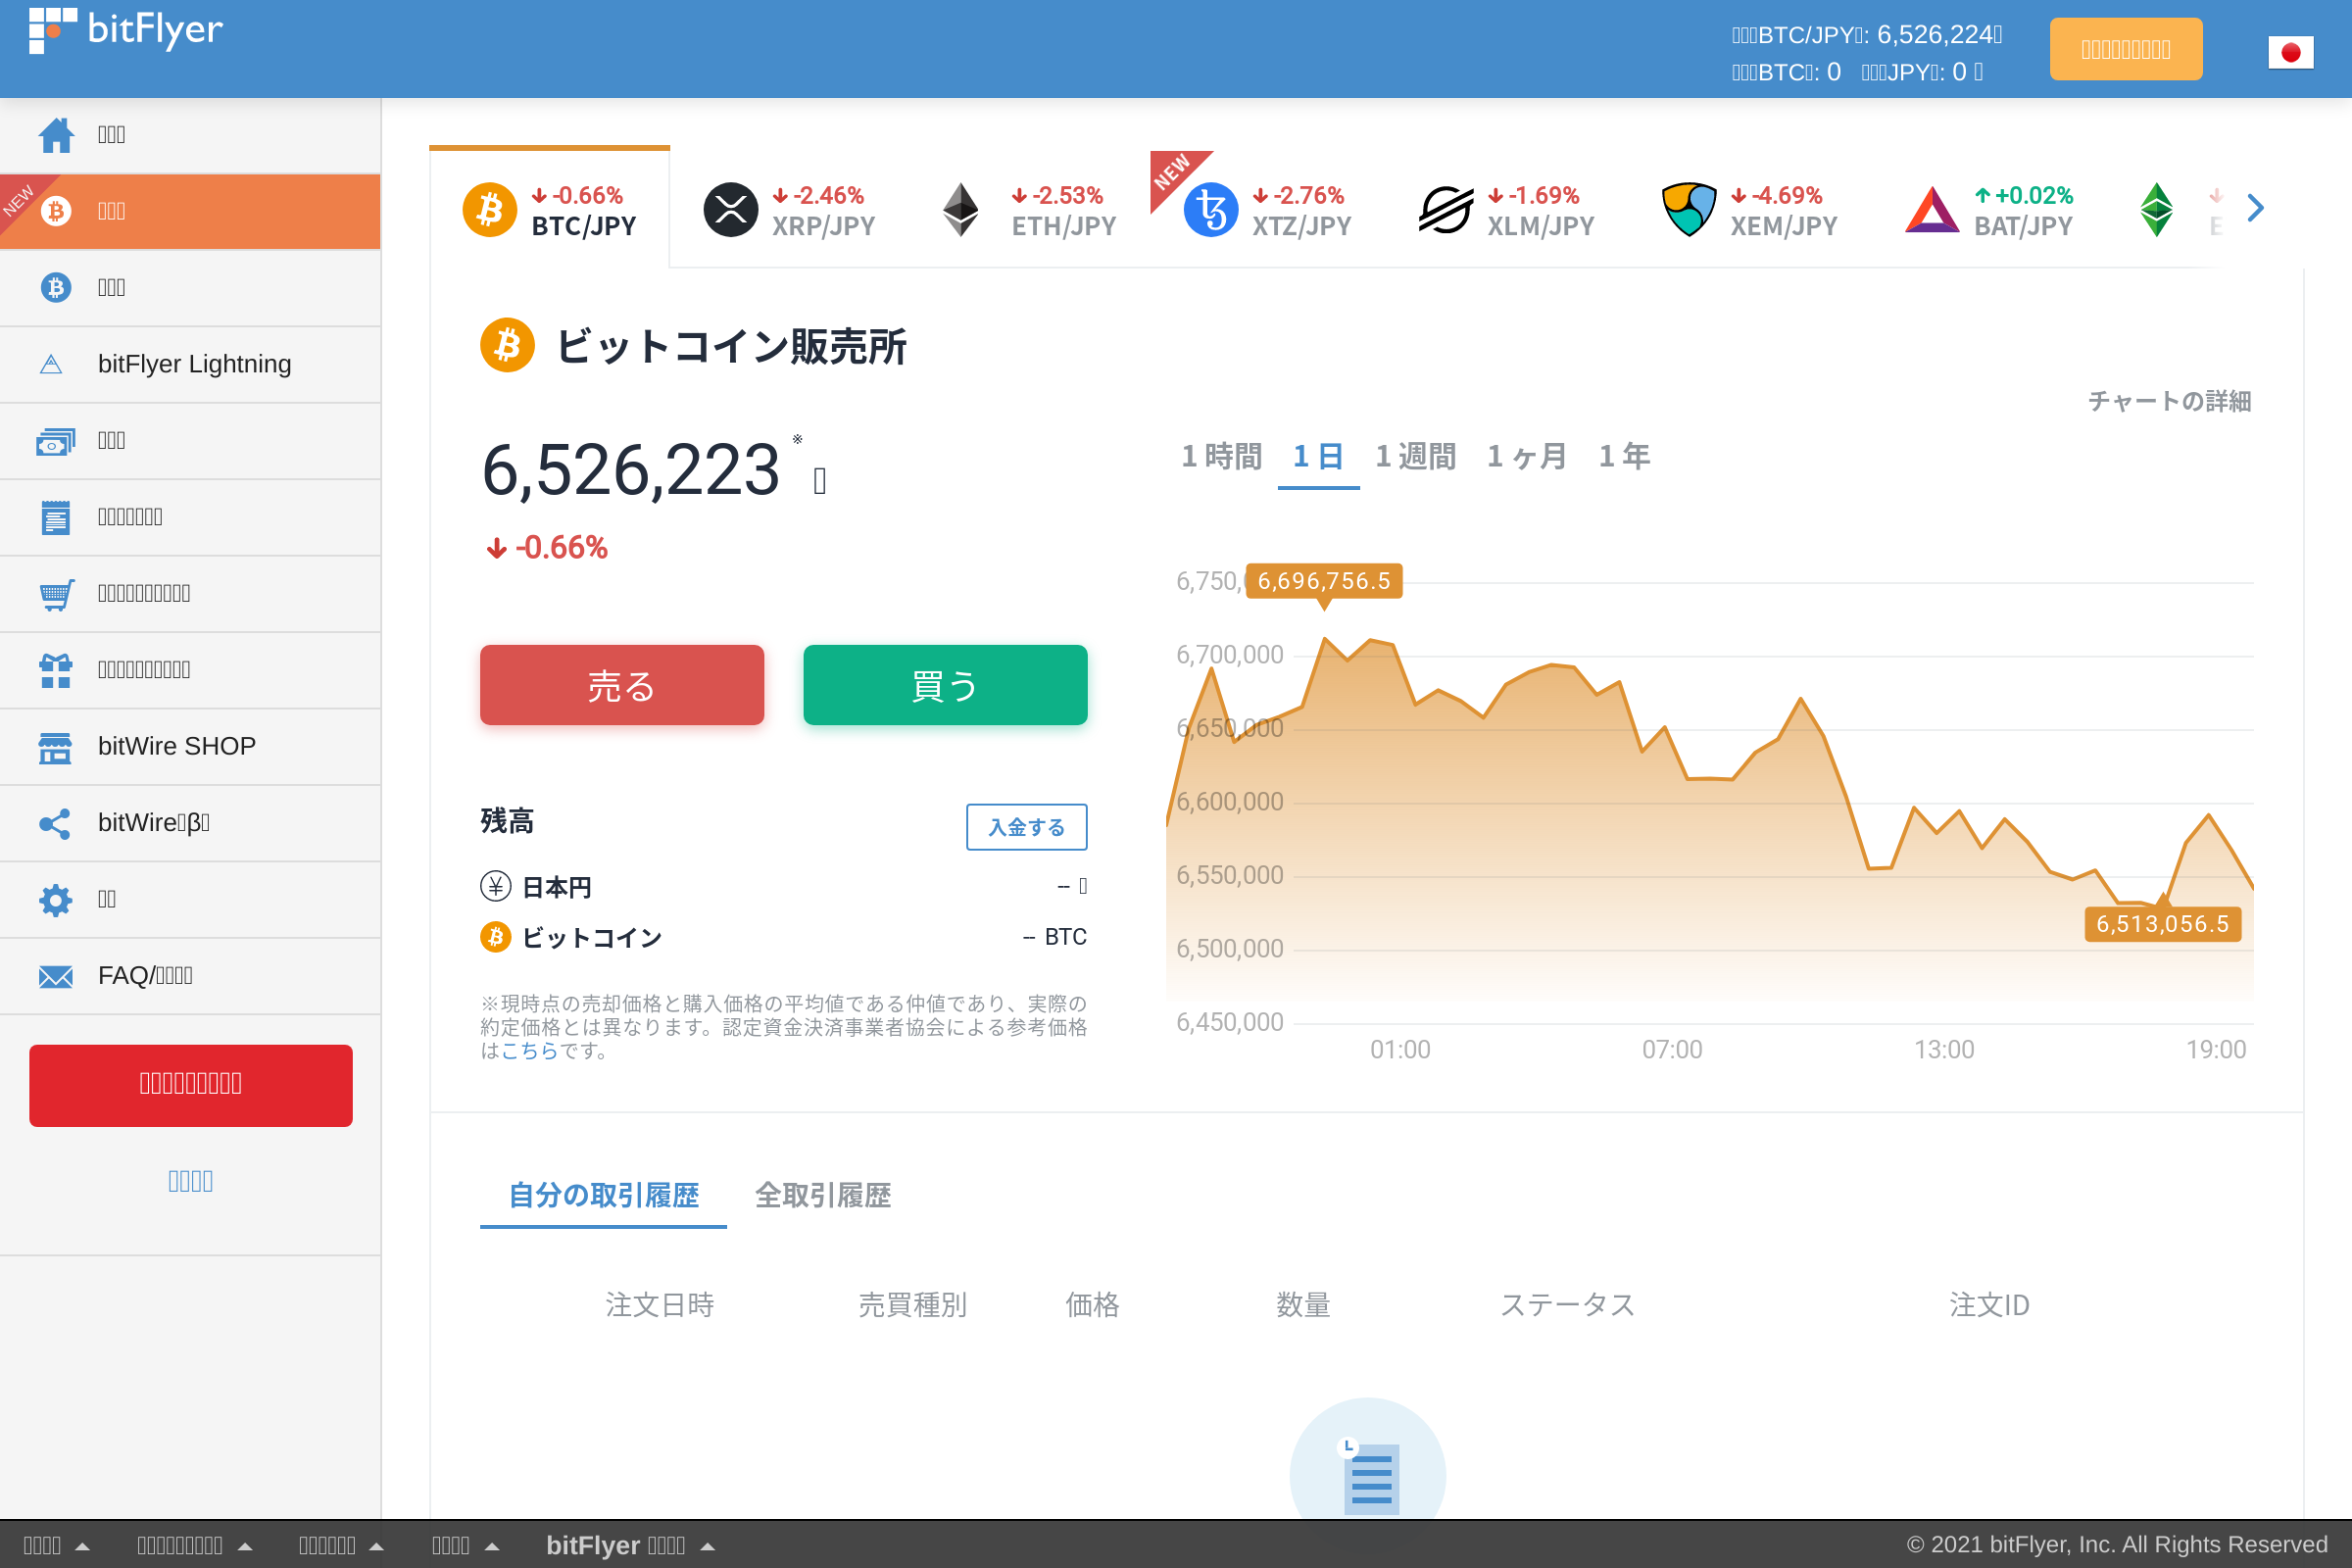 bitFlyer
BTC/JPY: 6,526,224
BTC: 0 JPY: 0
NEW
bitFlyer Lightning
bitWire SHOP
bitWire β
FAQ/
-0.66%
BTC/JPY
-2.46%
XRP/JPY
-2.53%
ETH/JPY
NEW
-2.76%
XTZ/JPY
-1.69%
XLM/JPY
-4.69%
XEM/JPY
+0.02%
BAT/JPY
ビットコイン販売所
チャートの詳細
6,526,223 ※
-0.66%
1 時間 1 日 1 週間 1 ヶ月 1 年
売る 買う
残高 入金する
日本円 --
ビットコイン -- BTC
※現時点の売却価格と購入価格の平均値である仲値であり、実際の
約定価格とは異なります。認定資金決済事業者協会による参考価格
はこちらです。
6,696,756.5
6,700,000
6,650,000
6,600,000
6,550,000
6,513,056.5
6,500,000
6,450,000
01:00 07:00 13:00 19:00
自分の取引履歴 全取引履歴
注文日時 売買種別 価格 数量 ステータス 注文ID
bitFlyer
© 2021 bitFlyer, Inc. All Rights Reserved